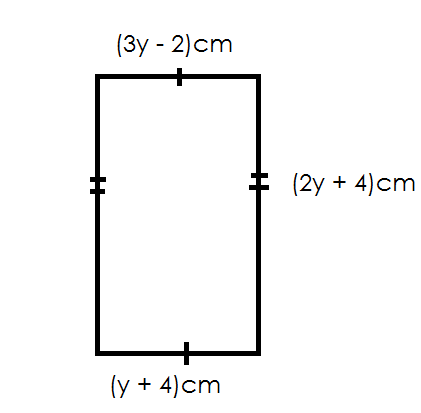 (3y - 2)cm
(2y + 4)cm
(y + 4)cm